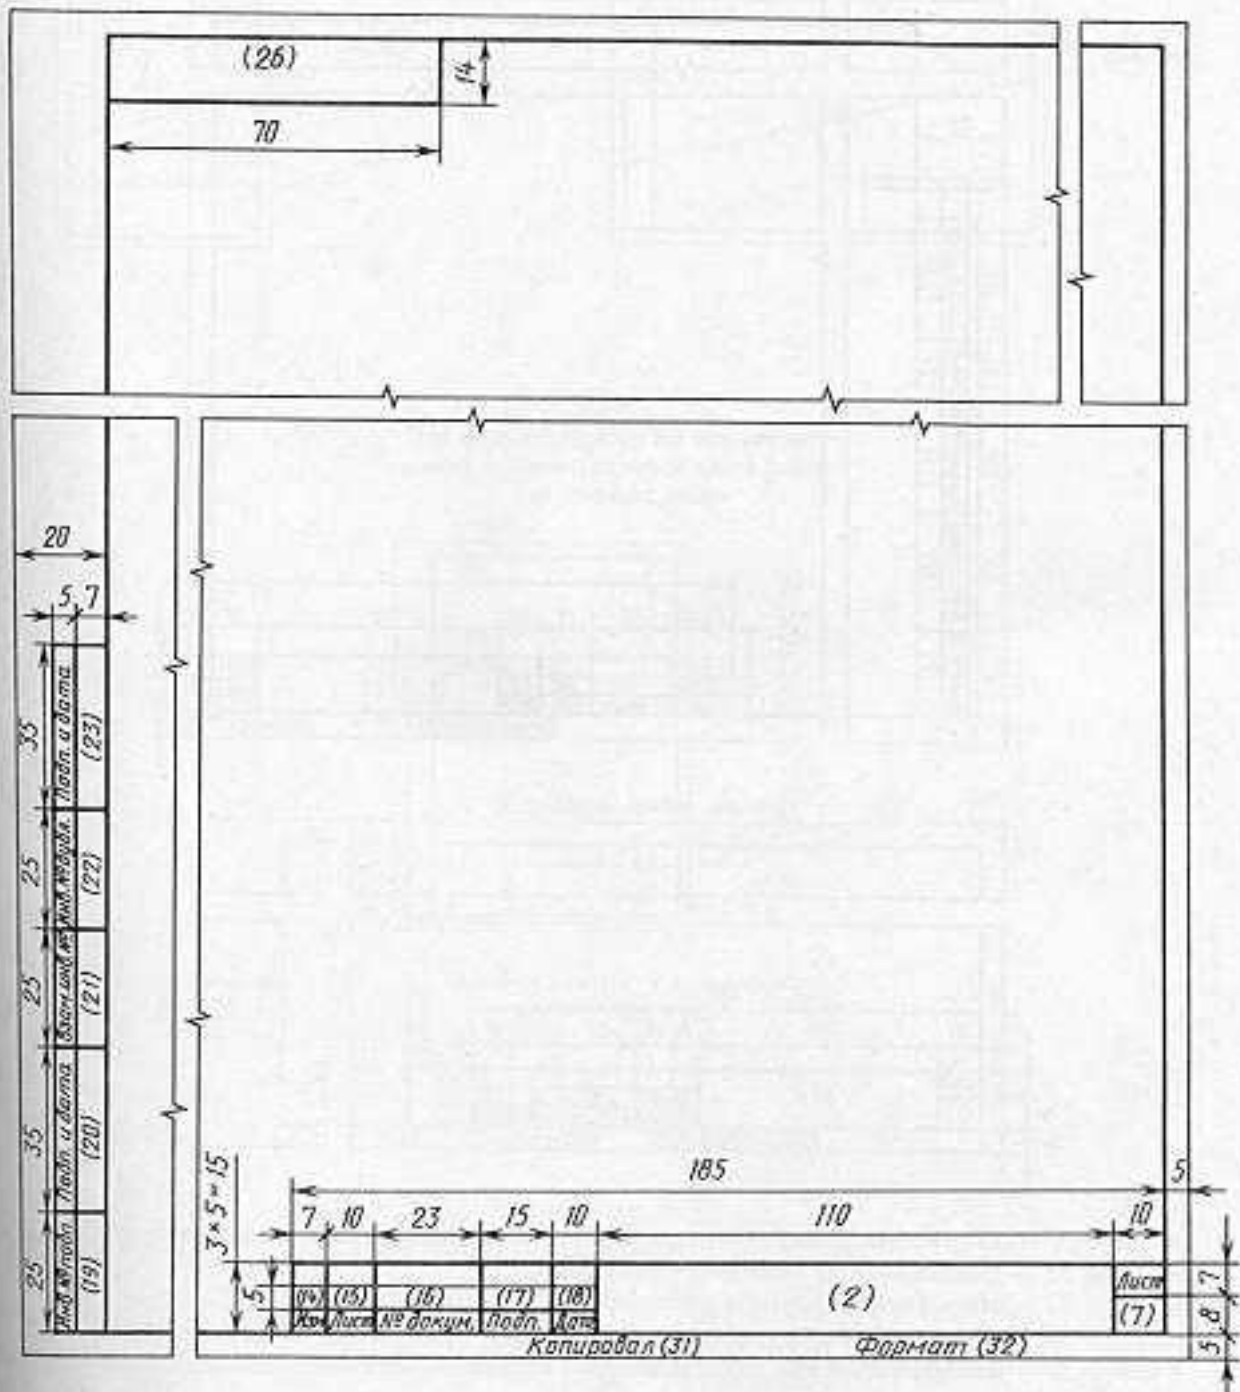 (26)
14
70
20
5 7
35 Подп. и дата (23)
25 Инв. № дубл. (22)
25 Взам. инв. № (21)
35 Подп. и дата (20)
25 Инв. № подп. (19)
3×5=15
185 5
7 10 23 15 10 110 10
5
(14) (15) (16) (17) (18) (2) Лист 7
Изм Лист № докум. Подп. Дата (7) 8
Копировал (31) Формат (32) 5